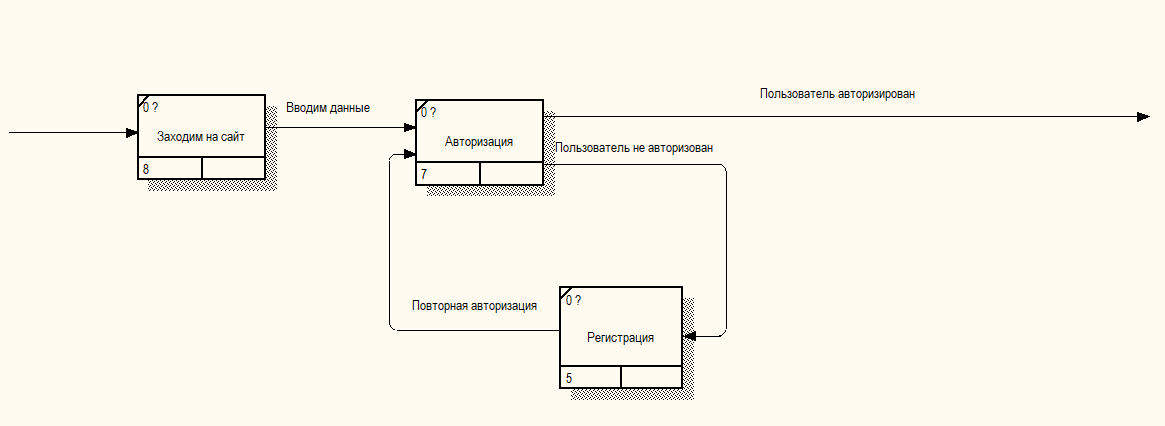 Пользователь авторизирован
0 ?
Вводим данные
0 ?
Заходим на сайт
Авторизация
Пользователь не авторизован
8
7
0 ?
Повторная авторизация
Регистрация
5